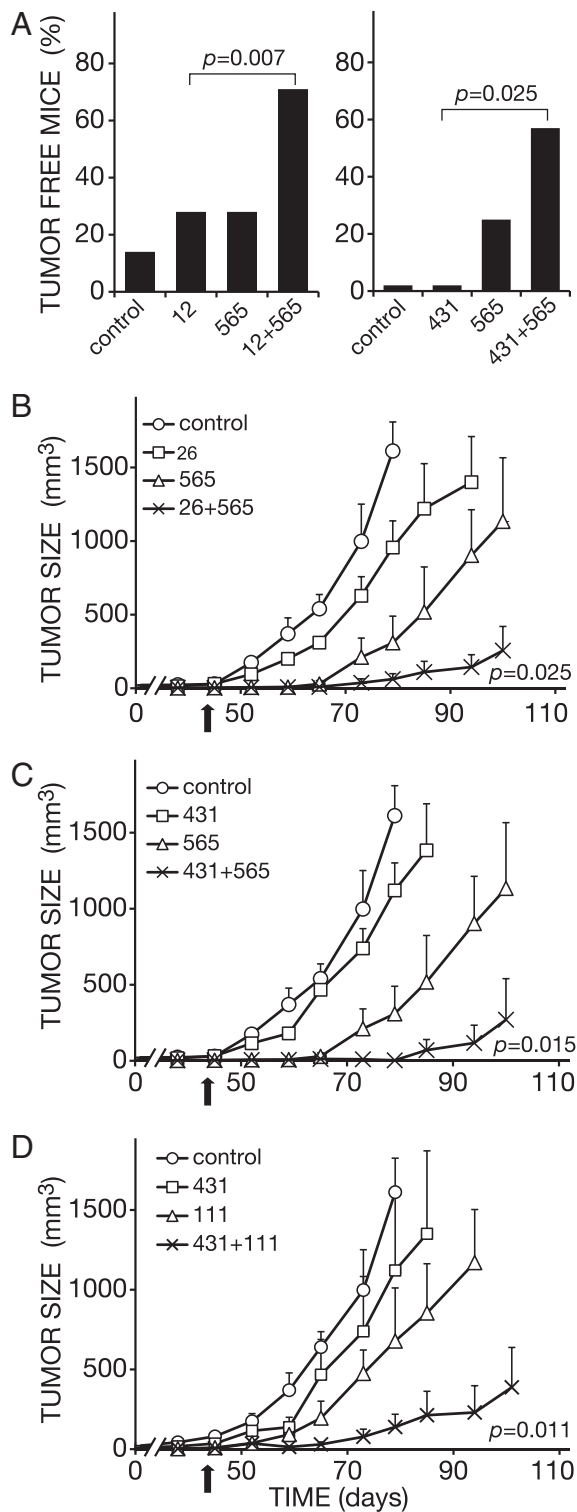 A
TUMOR FREE MICE (%)
80
60
40
20
0
p=0.007
control
12
565
12+565
80
60
40
20
0
p=0.025
control
431
565
431+565
B
TUMOR SIZE (mm³)
1500
1000
500
0
control
26
565
26+565
p=0.025
0 50 70 90 110
C
TUMOR SIZE (mm³)
1500
1000
500
0
control
431
565
431+565
p=0.015
0 50 70 90 110
D
TUMOR SIZE (mm³)
1500
1000
500
0
control
431
111
431+111
p=0.011
0 50 70 90 110
TIME (days)